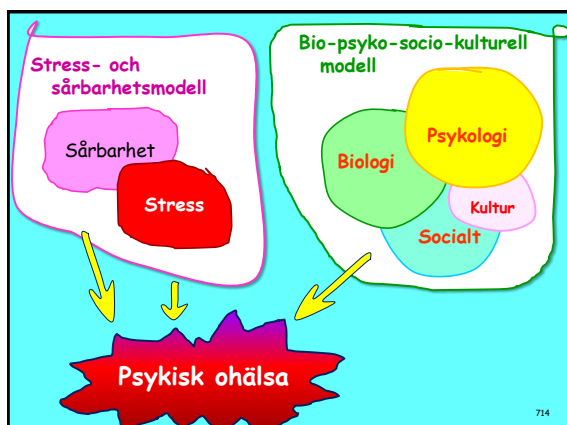 Stress- och
sårbarhetsmodell
Sårbarhet
Stress
Bio-psyko-socio-kulturell
modell
Psykologi
Biologi
Kultur
Socialt
Psykisk ohälsa
714